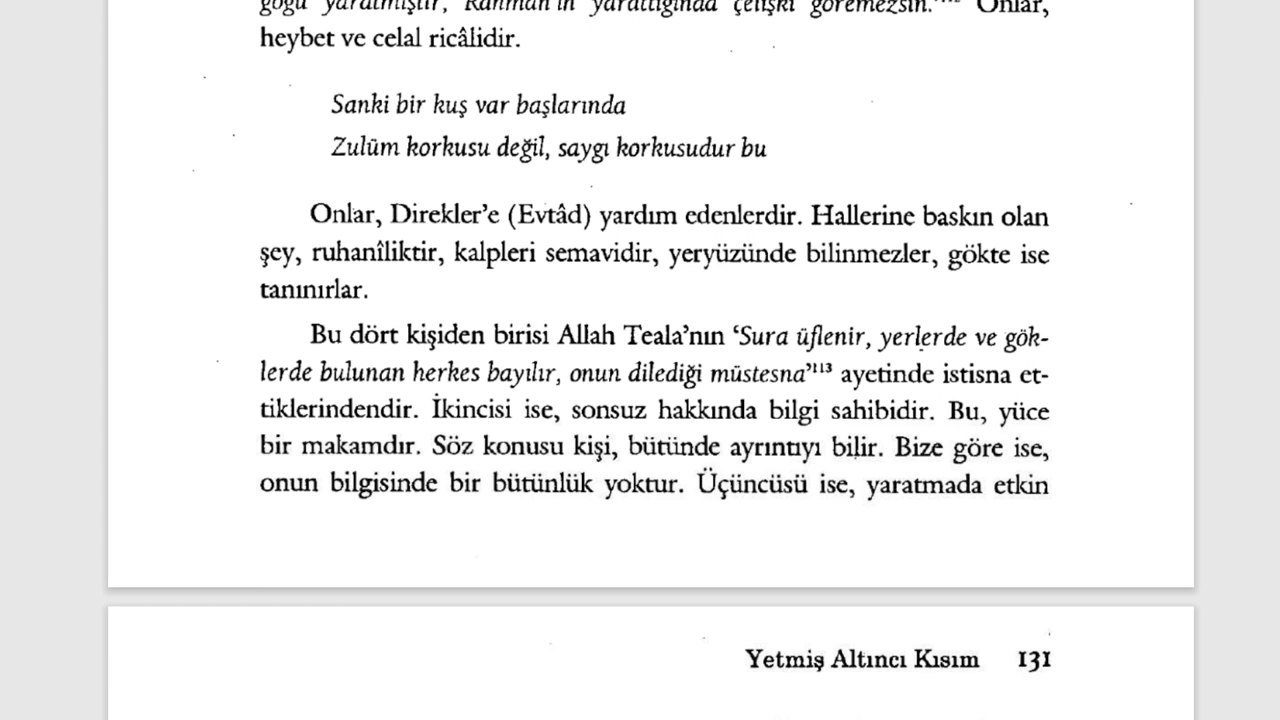 göğü yaratmıştır, Rahman'ın yarattığında çelişki göremezsin.' Onlar,
heybet ve celal ricâlidir.
Sanki bir kuş var başlarında
Zulüm korkusu değil, saygı korkusudur bu
Onlar, Direkler'e (Evtâd) yardım edenlerdir. Hallerine baskın olan
şey, ruhanîliktir, kalpleri semavidir, yeryüzünde bilinmezler, gökte ise
tanınırlar.
Bu dört kişiden birisi Allah Teala'nın 'Sura üflenir, yerlerde ve gök-
lerde bulunan herkes bayılır, onun dilediği müstesna'¹¹³ ayetinde istisna et-
tiklerindendir. İkincisi ise, sonsuz hakkında bilgi sahibidir. Bu, yüce
bir makamdır. Söz konusu kişi, bütünde ayrıntıyı bilir. Bize göre ise,
onun bilgisinde bir bütünlük yoktur. Üçüncüsü ise, yaratmada etkin
Yetmiş Altıncı Kısım 131